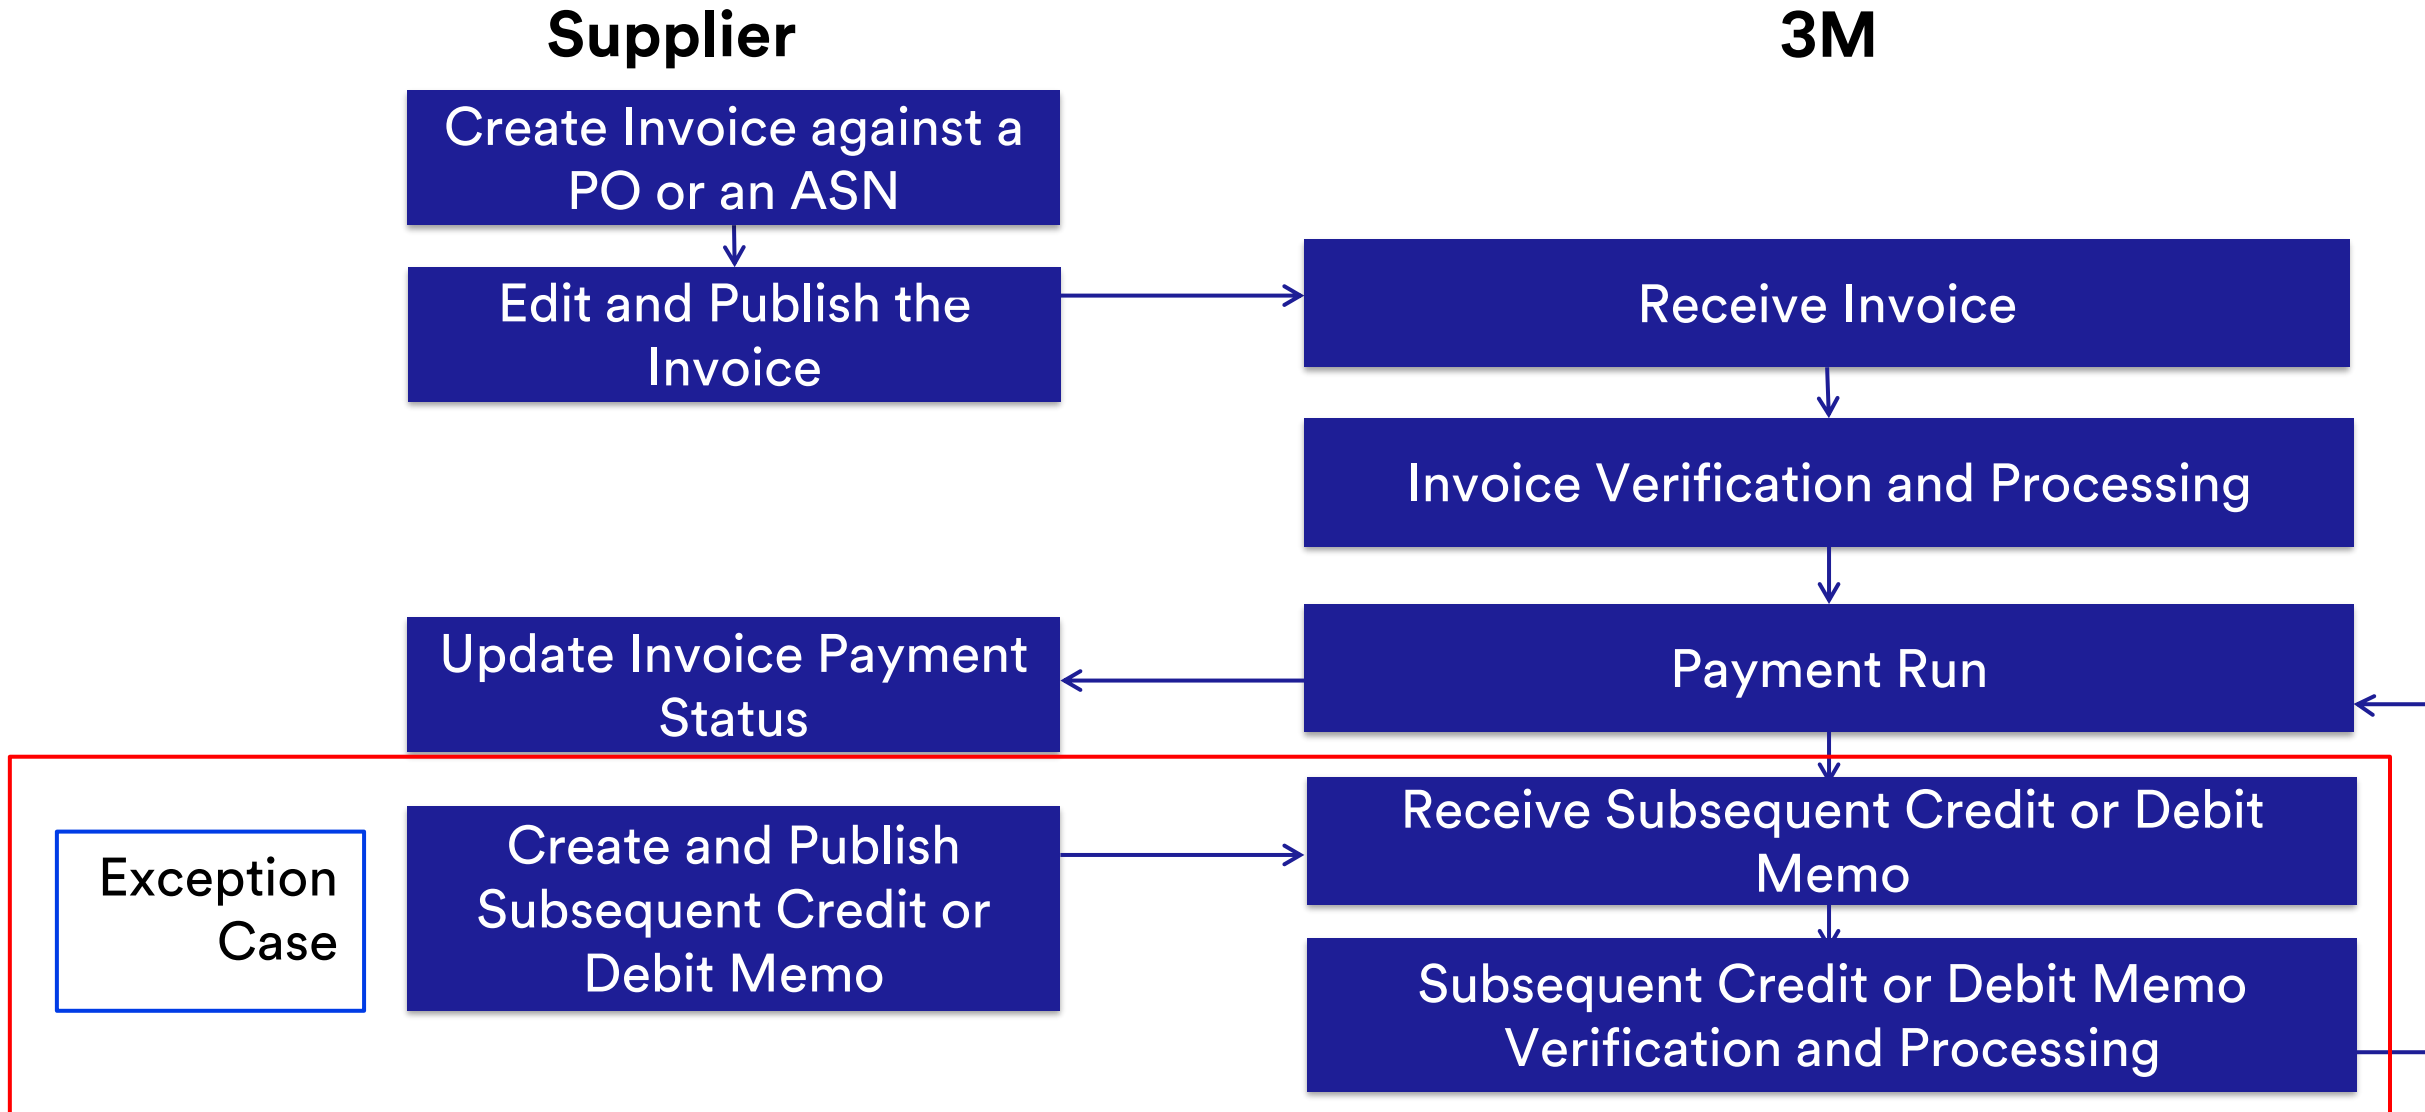 Supplier
3M
Create Invoice against a
PO or an ASN
Edit and Publish the
Invoice
Receive Invoice
Invoice Verification and Processing
Update Invoice Payment
Status
Payment Run
Exception
Case
Create and Publish
Subsequent Credit or
Debit Memo
Receive Subsequent Credit or Debit
Memo
Subsequent Credit or Debit Memo
Verification and Processing